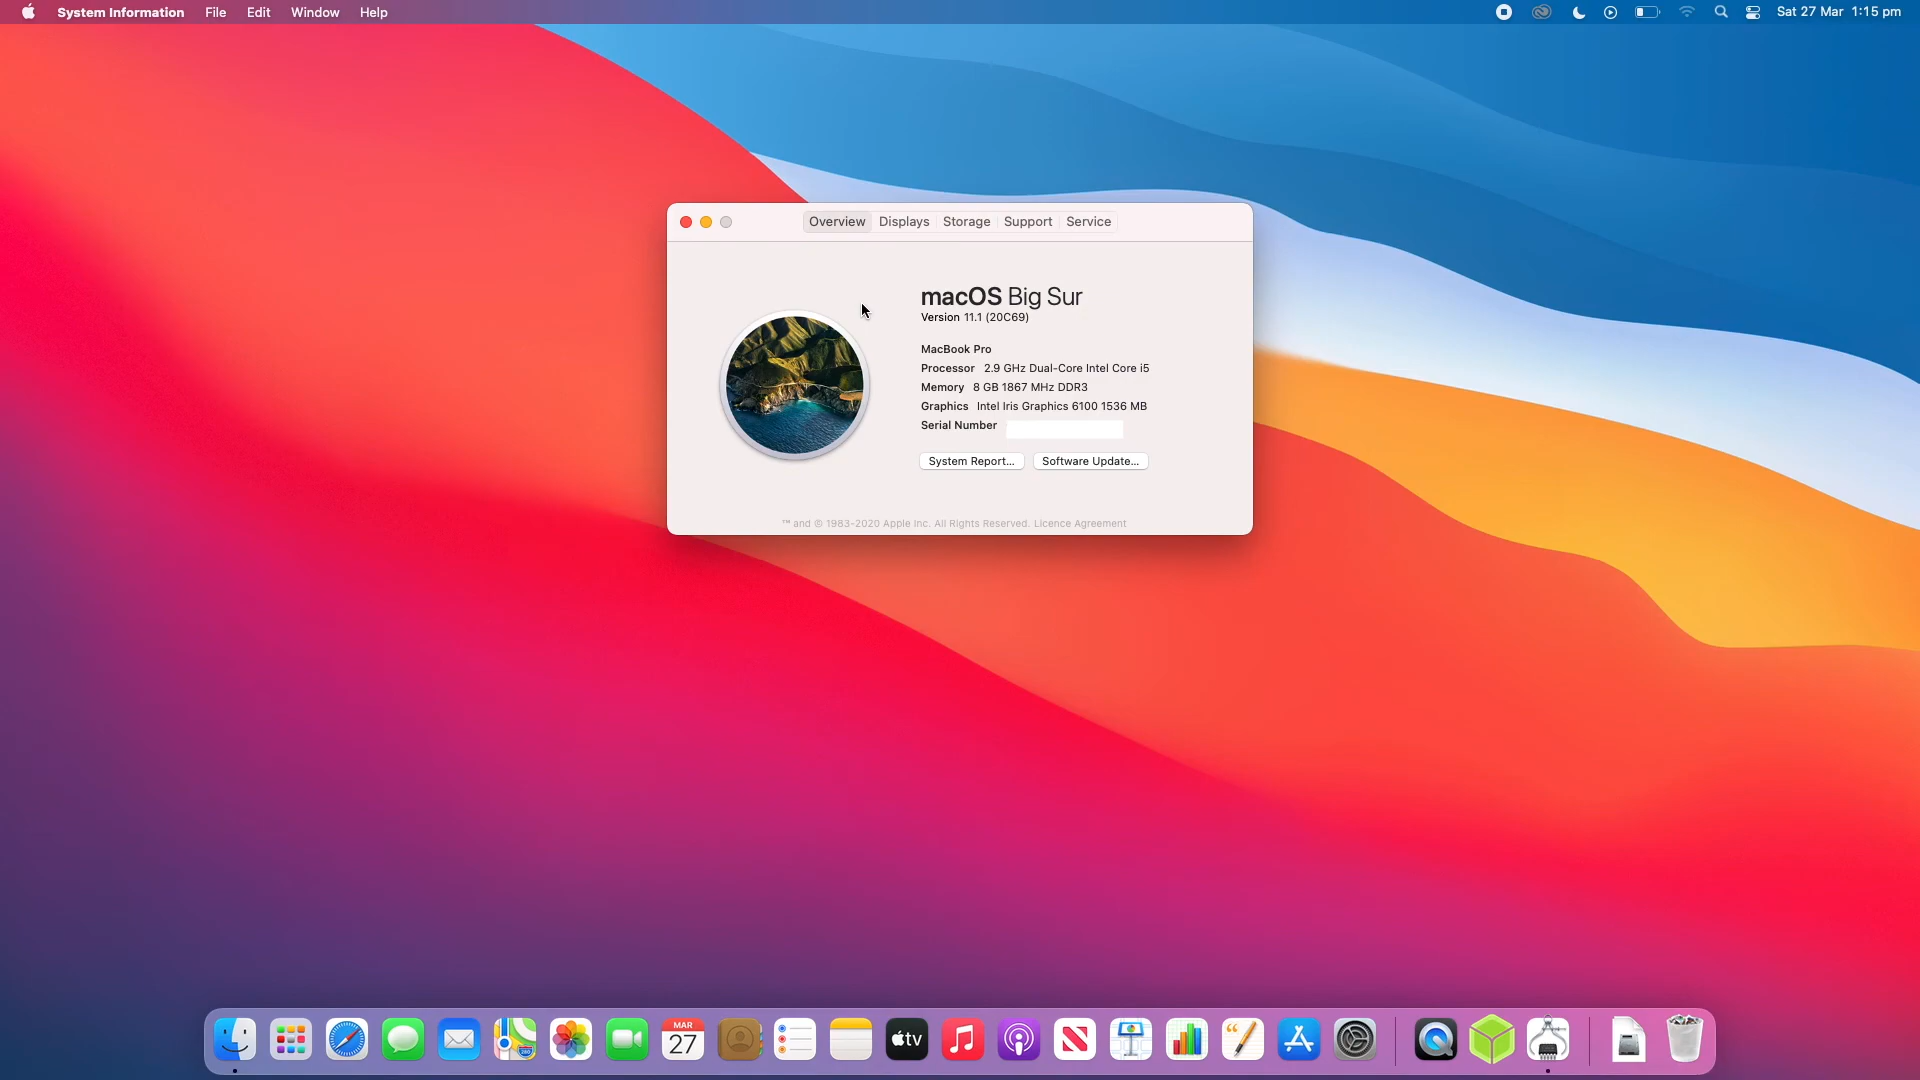 System Information File Edit Window Help
Sat 27 Mar 1:15 pm
Overview Displays Storage Support Service
macOS Big Sur
Version 11.1 (20C69)
MacBook Pro
Processor 2.9 GHz Dual-Core Intel Core i5
Memory 8 GB 1867 MHz DDR3
Graphics Intel Iris Graphics 6100 1536 MB
Serial Number
System Report... Software Update...
™ and © 1983-2020 Apple Inc. All Rights Reserved. Licence Agreement
MAR
27
tv